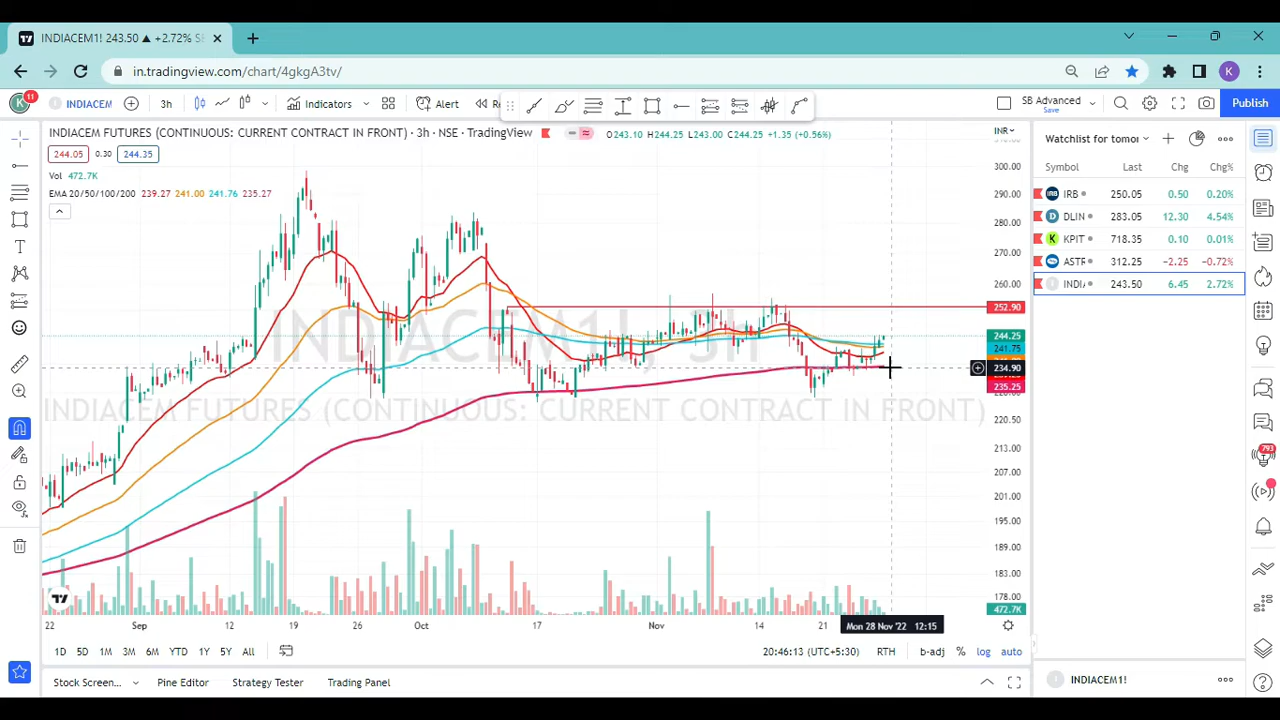 INDIACEM1! 243.50 ▲ +2.72%
in.tradingview.com/chart/4gkgA3tv/
K
K 11 INDIACEM 3h Indicators Alert SB Advanced Save Publish
INDIACEM FUTURES (CONTINUOUS: CURRENT CONTRACT IN FRONT) · 3h · NSE · TradingView O243.10 H244.25 L243.00 C244.25 +1.35 (+0.56%)
244.05 0.30 244.35
Vol 472.7K
EMA 20/50/100/200 239.27 241.00 241.76 235.27
INDIACEM1!, 3h
INDIACEM FUTURES (CONTINUOUS: CURRENT CONTRACT IN FRONT)
INR
300.00
290.00
280.00
270.00
260.00
252.90
244.25
241.75
234.90
235.25
220.50
213.00
207.00
201.00
195.00
189.00
183.00
178.00
472.7K
22 Sep 12 19 26 Oct 17 Nov 14 21 Mon 28 Nov '22 12:15
1D 5D 1M 3M 6M YTD 1Y 5Y All 20:46:13 (UTC+5:30) RTH b-adj % log auto
Stock Screen... Pine Editor Strategy Tester Trading Panel
Watchlist for tomor
Symbol Last Chg Chg%
IRB 250.05 0.50 0.20%
DLIN 283.05 12.30 4.54%
KPIT 718.35 0.10 0.01%
ASTR 312.25 −2.25 −0.72%
INDI 243.50 6.45 2.72%
INDIACEM1!
793